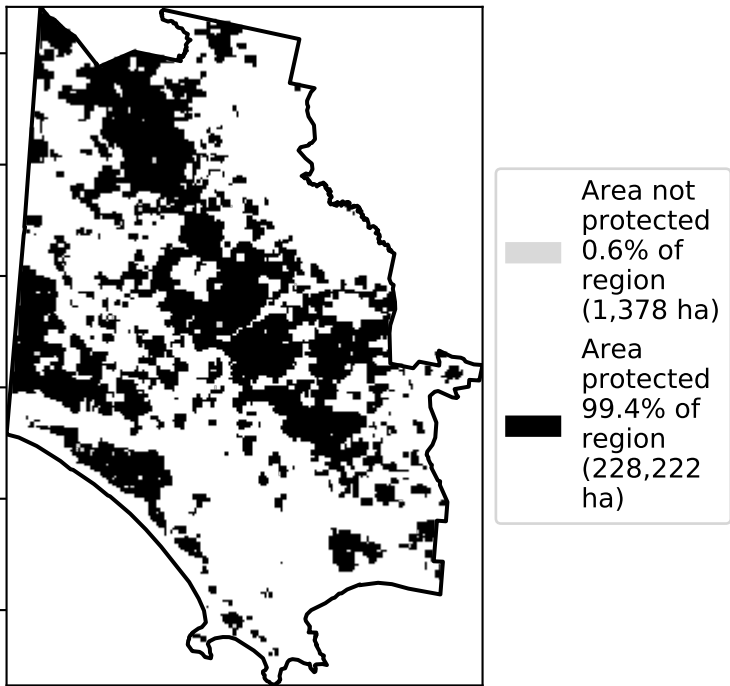 Area not
protected
0.6% of
region
(1,378 ha)
Area
protected
99.4% of
region
(228,222
ha)